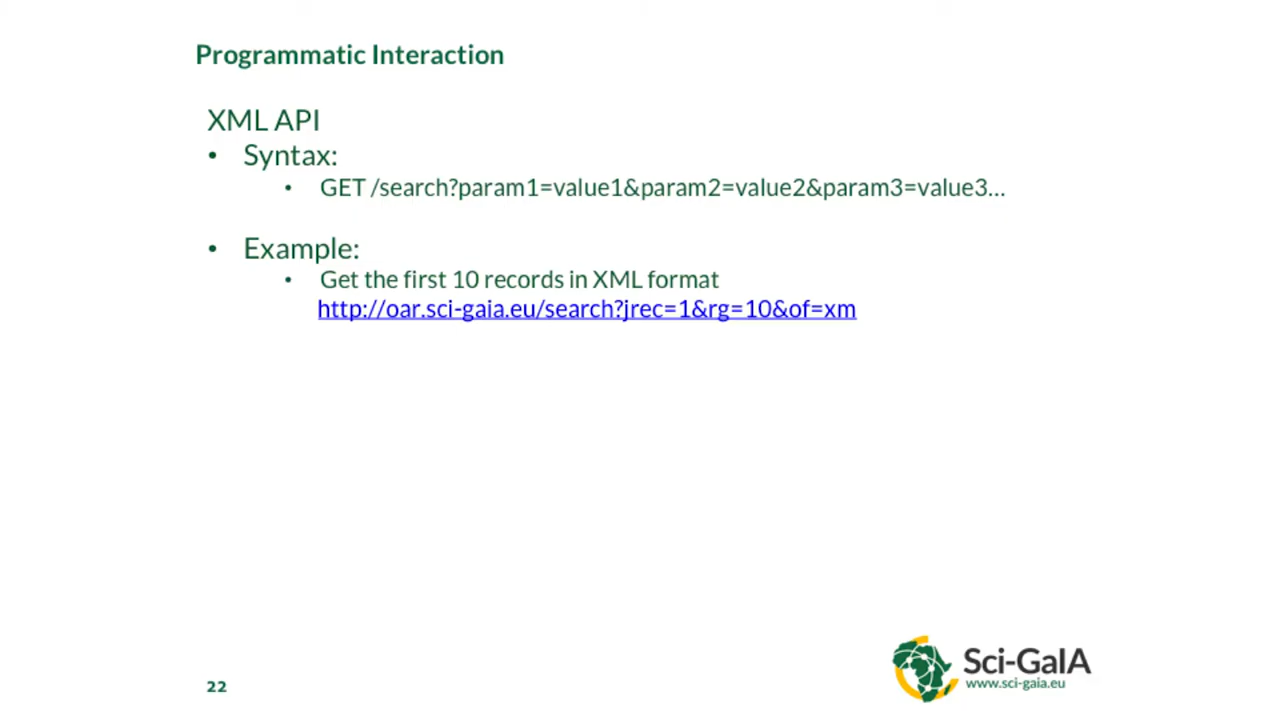 Programmatic Interaction
XML API
• Syntax:
• GET /search?param1=value1&param2=value2&param3=value3...
• Example:
• Get the first 10 records in XML format
http://oar.sci-gaia.eu/search?jrec=1&rg=10&of=xm
22
Sci-GaIA
www.sci-gaia.eu